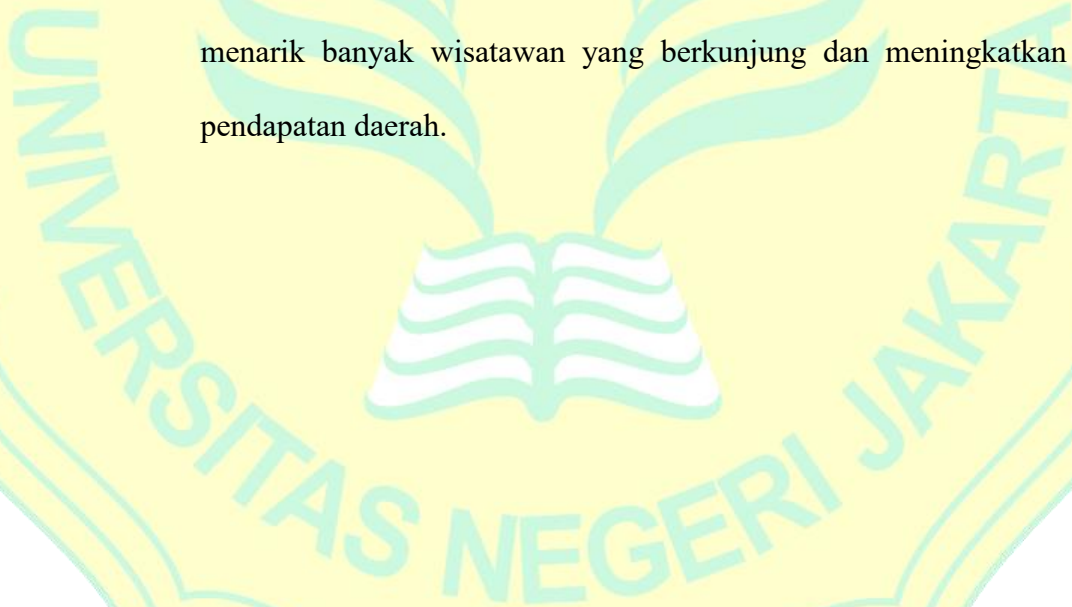 menarik banyak wisatawan yang berkunjung dan meningkatkan
pendapatan daerah.
UNIVERSITAS NEGERI JAKARTA